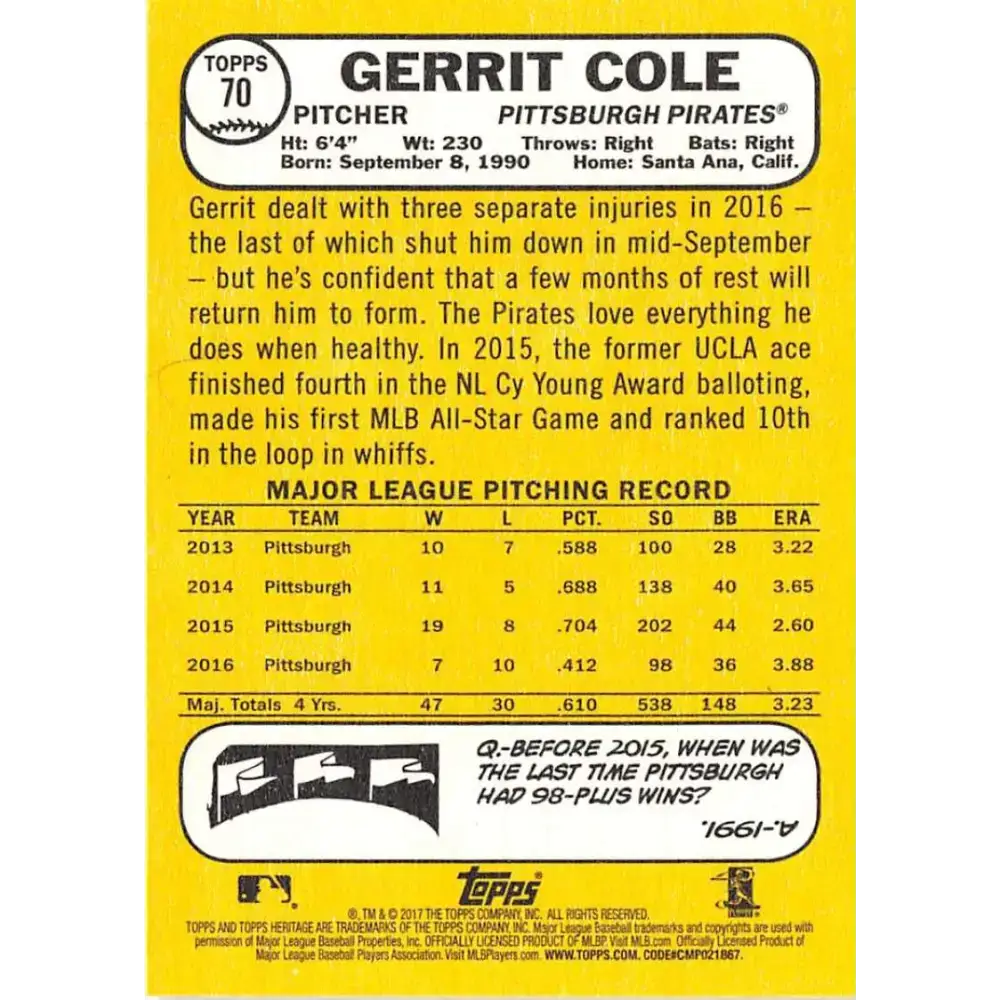 TOPPS
70
GERRIT COLE
PITCHER PITTSBURGH PIRATES®
Ht: 6'4" Wt: 230 Throws: Right Bats: Right
Born: September 8, 1990 Home: Santa Ana, Calif.
Gerrit dealt with three separate injuries in 2016 –
the last of which shut him down in mid-September
– but he's confident that a few months of rest will
return him to form. The Pirates love everything he
does when healthy. In 2015, the former UCLA ace
finished fourth in the NL Cy Young Award balloting,
made his first MLB All-Star Game and ranked 10th
in the loop in whiffs.
MAJOR LEAGUE PITCHING RECORD
YEAR TEAM W L PCT. SO BB ERA
2013 Pittsburgh 10 7 .588 100 28 3.22
2014 Pittsburgh 11 5 .688 138 40 3.65
2015 Pittsburgh 19 8 .704 202 44 2.60
2016 Pittsburgh 7 10 .412 98 36 3.88
Maj. Totals 4 Yrs. 47 30 .610 538 148 3.23
Q.-BEFORE 2015, WHEN WAS
THE LAST TIME PITTSBURGH
HAD 98-PLUS WINS?
A.-1991.
Topps®
®, TM & © 2017 THE TOPPS COMPANY, INC. ALL RIGHTS RESERVED.
TOPPS AND TOPPS HERITAGE ARE TRADEMARKS OF THE TOPPS COMPANY, INC. Major League Baseball trademarks and copyrights are used with
permission of Major League Baseball Properties, Inc. OFFICIALLY LICENSED PRODUCT OF MLBP. Visit MLB.com Officially Licensed Product of
Major League Baseball Players Association. Visit MLBPlayers.com. WWW.TOPPS.COM. CODE#CMP021867.